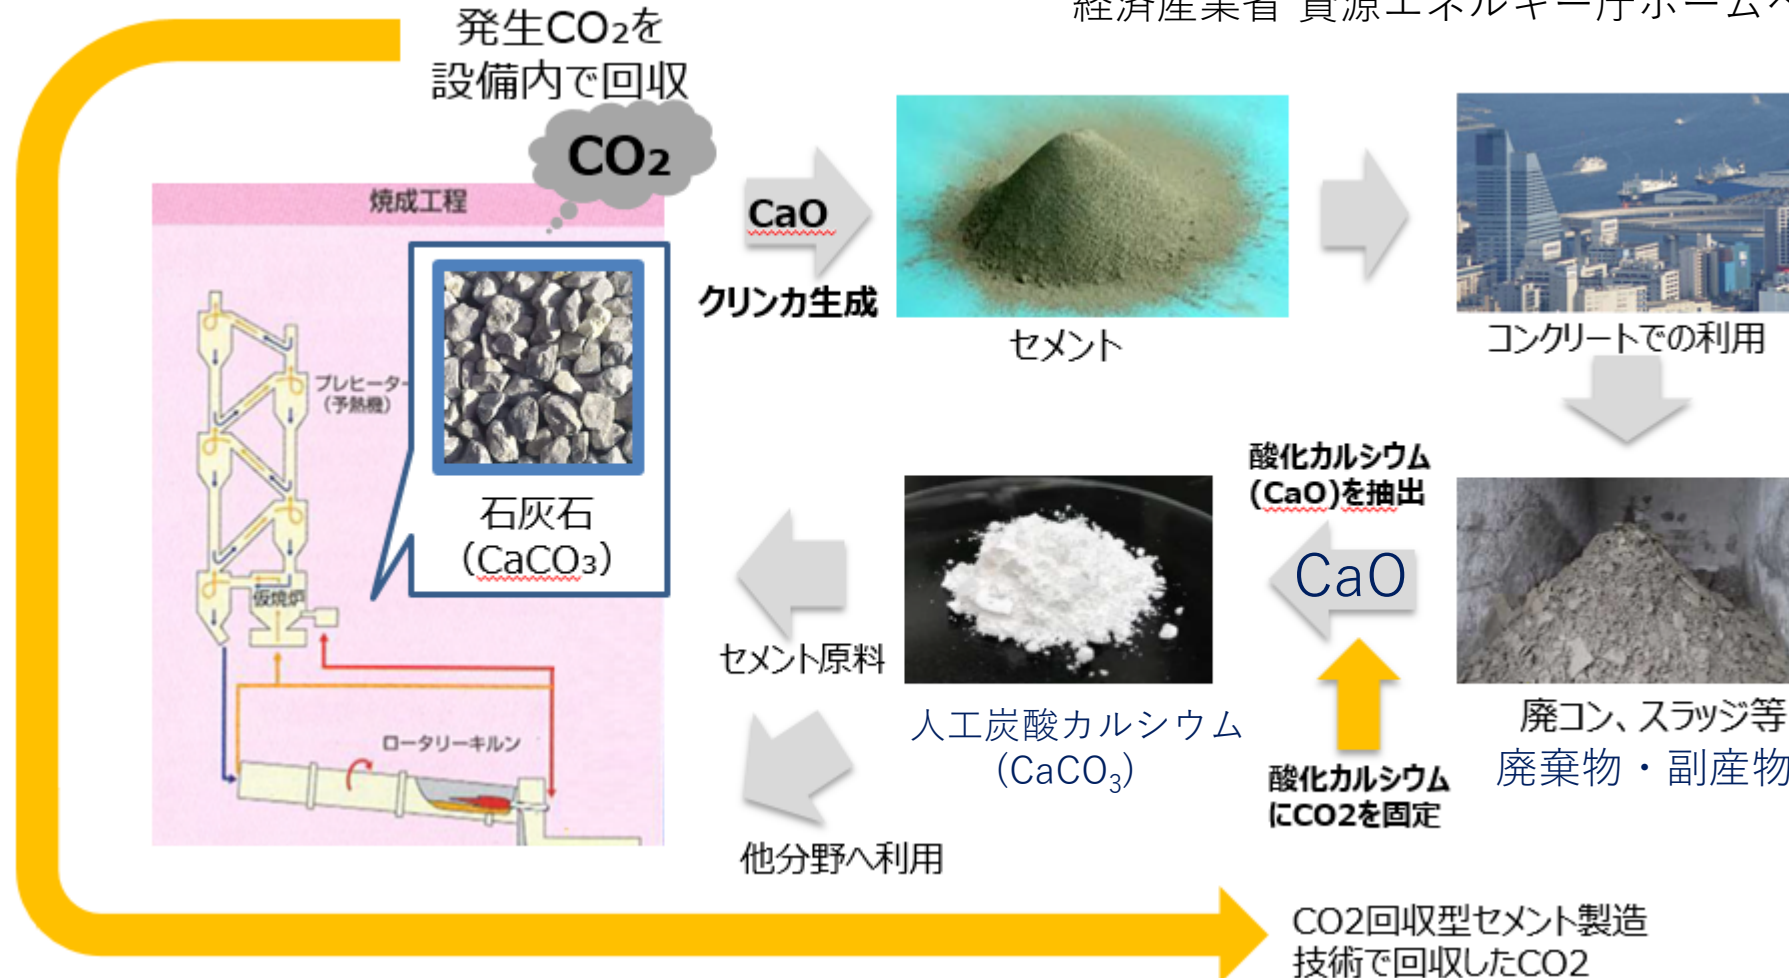 経済産業省 資源エネルギー庁ホーム
発生CO₂を
設備内で回収
CO₂
焼成工程
プレヒーター
（予熱機）
石灰石
（CaCO₃）
仮焼炉
ロータリーキルン
CaO
クリンカ生成
セメント
コンクリートでの利用
酸化カルシウム
(CaO)を抽出
CaO
酸化カルシウム
にCO2を固定
廃コン、スラッジ等
廃棄物・副産物
人工炭酸カルシウム
（CaCO₃）
セメント原料
他分野へ利用
CO2回収型セメント製造
技術で回収したCO2